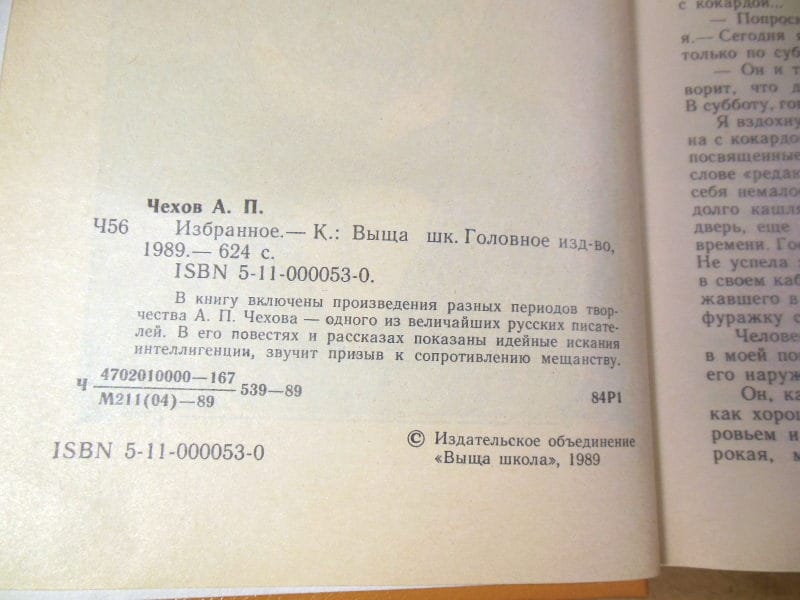 Чехов А. П.
Ч56 Избранное.— К.: Выща шк. Головное изд-во,
1989.— 624 с.
ISBN 5-11-000053-0.
В книгу включены произведения разных периодов твор-
чества А. П. Чехова — одного из величайших русских писате-
лей. В его повестях и рассказах показаны идейные искания
интеллигенции, звучит призыв к сопротивлению мещанству.
Ч 4702010000—167
М211(04)—89 539—89
84Р1
ISBN 5-11-000053-0
© Издательское объединение
«Выща школа», 1989
с кокардой...
— Попрос
я.— Сегодня я
только по суб
— Он и т
ворит, что д
В субботу, гов
Я вздохну
на с кокардо
посвященные
слове «редак
себя немало
долго кашля
дверь, еще
времени. Гос
Не успела
в своем каб
жавшего в
фуражку с
Челове
в моей по
его наруж
Он, ка
как хорош
ровьем и
рокая, м